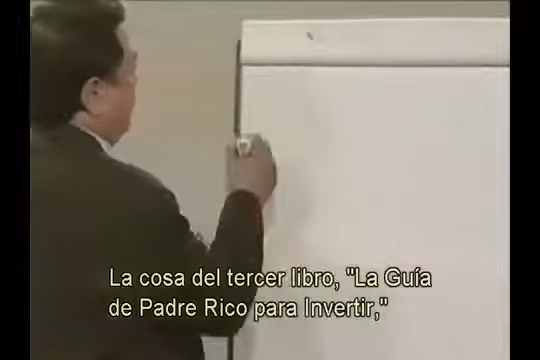 La cosa del tercer libro, "La Guía
de Padre Rico para Invertir,"